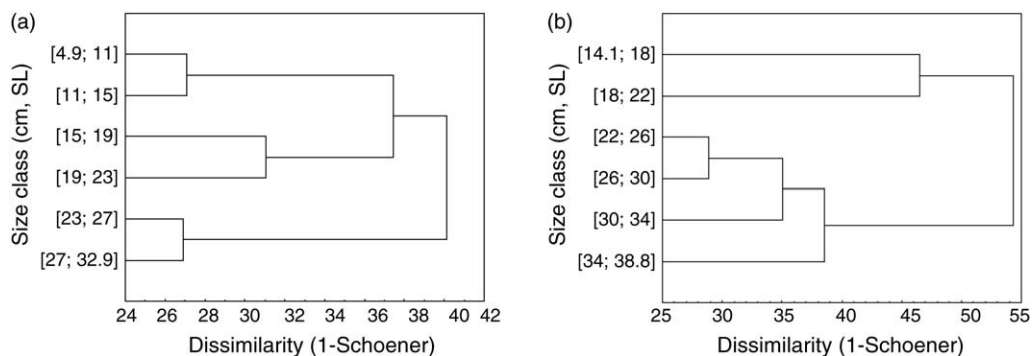 (a)
Size class (cm, SL)
[4.9; 11]
[11; 15]
[15; 19]
[19; 23]
[23; 27]
[27; 32.9]
24 26 28 30 32 34 36 38 40 42
Dissimilarity (1-Schoener)
(b)
Size class (cm, SL)
[14.1; 18]
[18; 22]
[22; 26]
[26; 30]
[30; 34]
[34; 38.8]
25 30 35 40 45 50 55
Dissimilarity (1-Schoener)